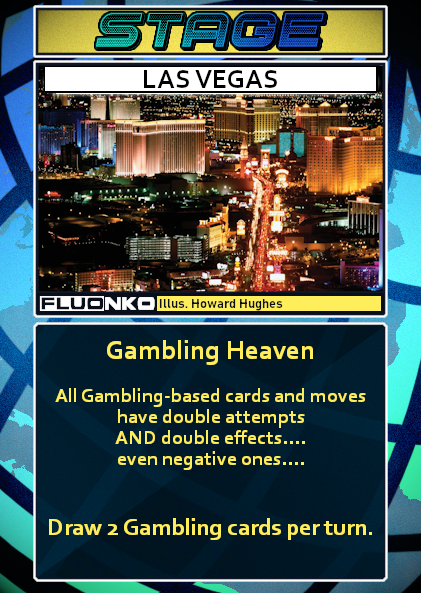 STAGE
LAS VEGAS
FLUONKO Illus. Howard Hughes
Gambling Heaven
All Gambling-based cards and moves
have double attempts
AND double effects....
even negative ones....
Draw 2 Gambling cards per turn.